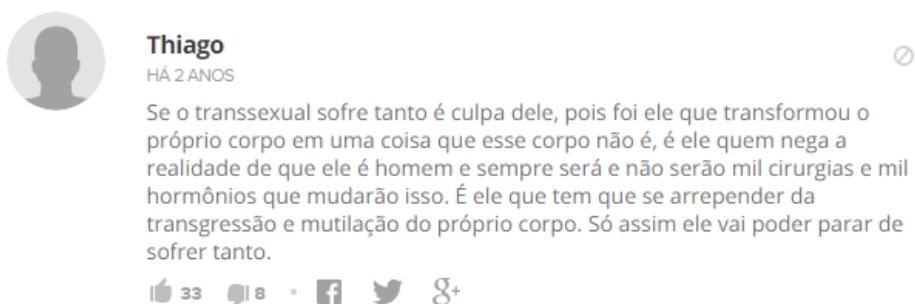 Thiago
HÁ 2 ANOS
Se o transsexual sofre tanto é culpa dele, pois foi ele que transformou o
próprio corpo em uma coisa que esse corpo não é, é ele quem nega a
realidade de que ele é homem e sempre será e não serão mil cirurgias e mil
hormônios que mudarão isso. É ele que tem que se arrepender da
transgressão e mutilação do próprio corpo. Só assim ele vai poder parar de
sofrer tanto.
33 8